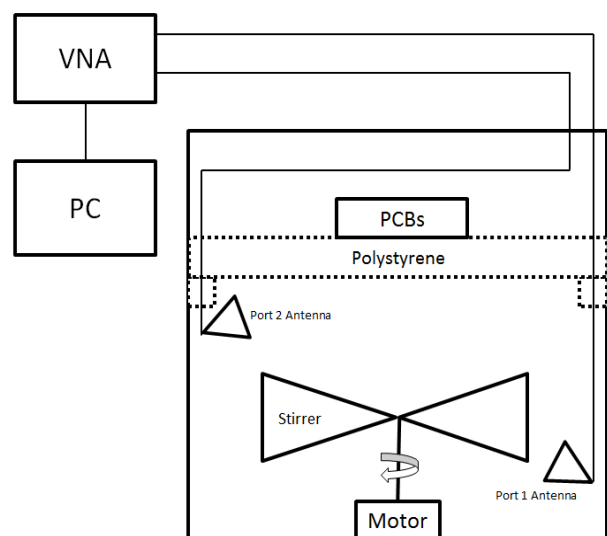 VNA
PC
PCBs
Polystyrene
Port 2 Antenna
Stirrer
Port 1 Antenna
Motor